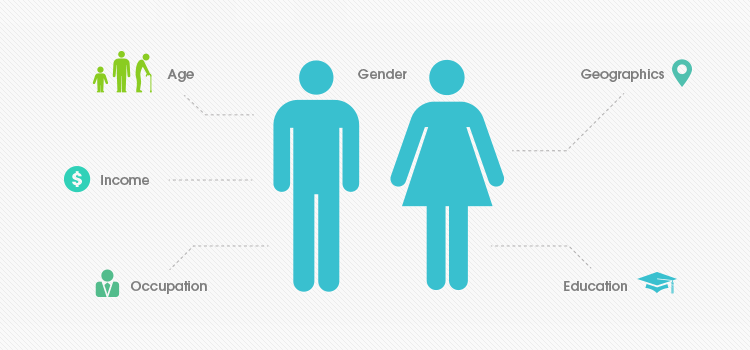 Age
Gender
Geographics
$
Income
Occupation
Education